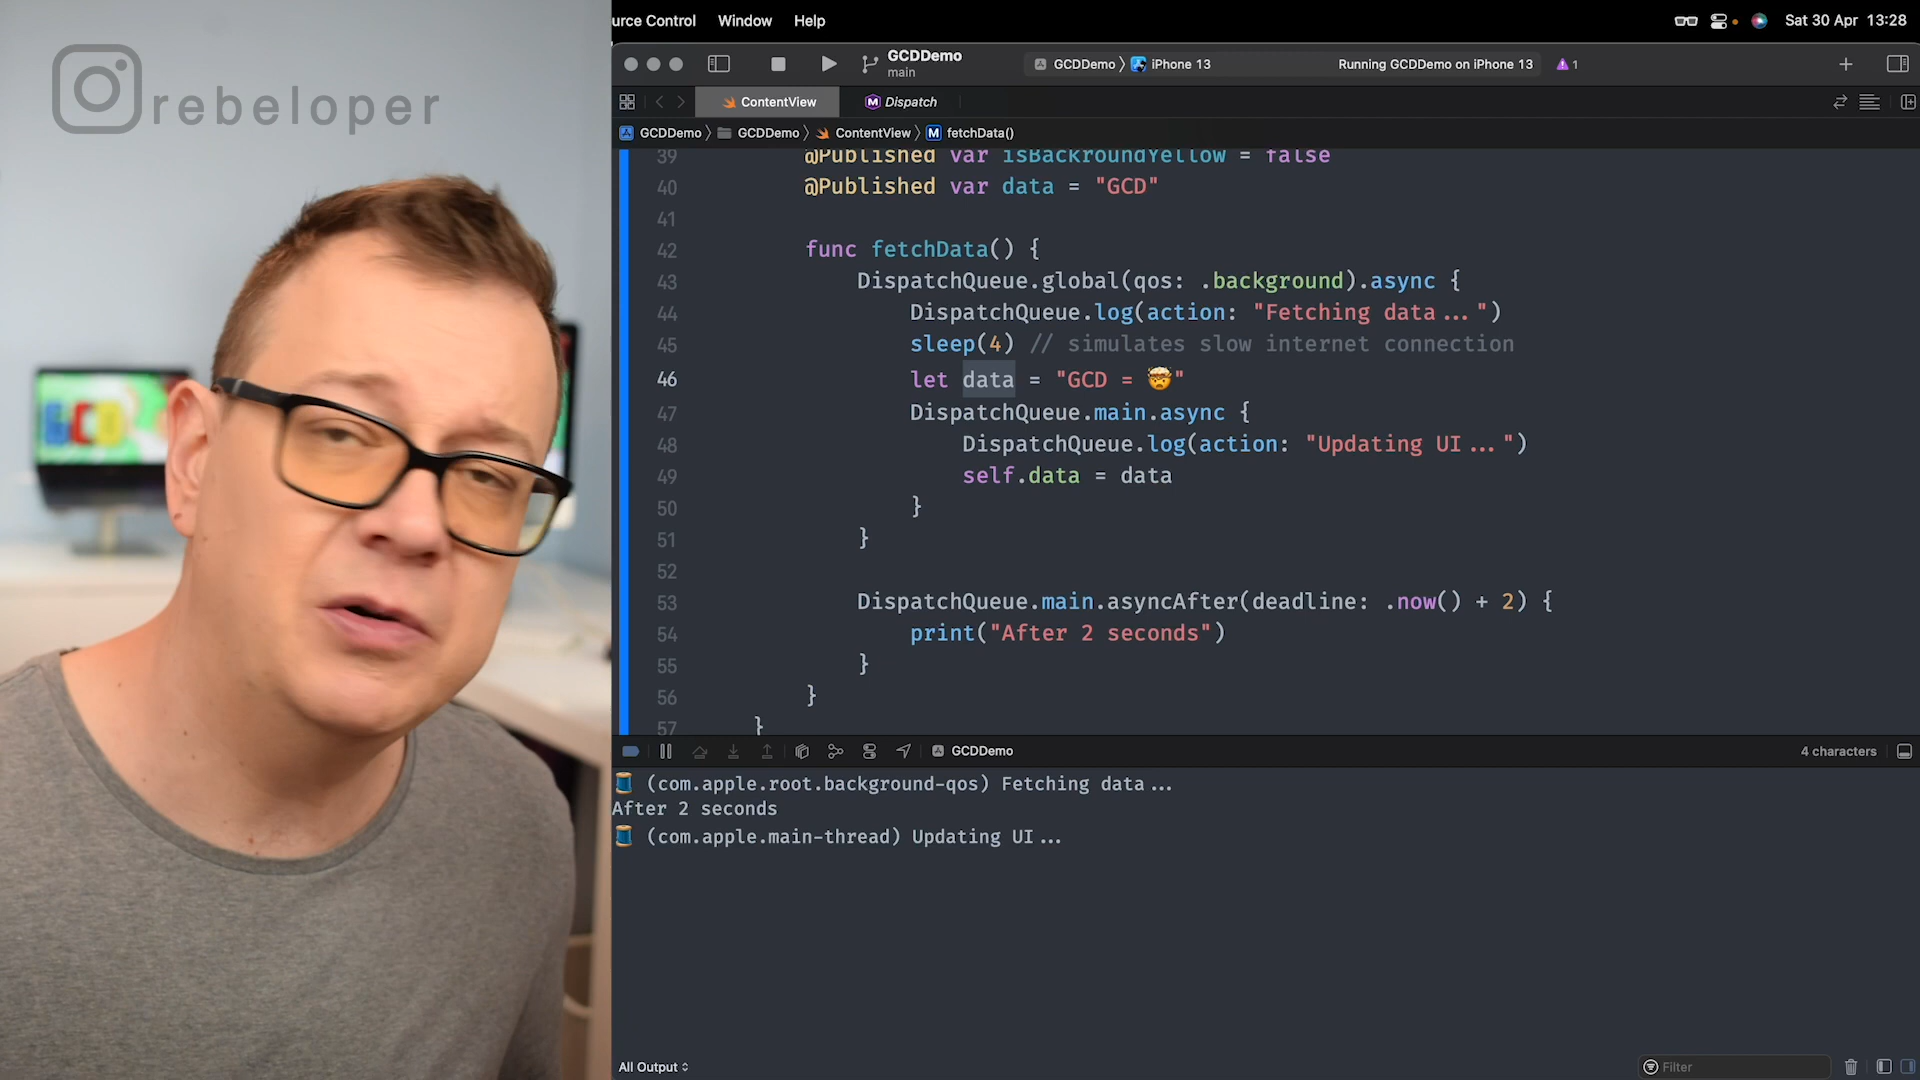 rebeloper
urce Control Window Help
Sat 30 Apr 13:28
GCDDemo
main
GCDDemo 〉 iPhone 13
Running GCDDemo on iPhone 13
1
ContentView
Dispatch
GCDDemo 〉 GCDDemo 〉 ContentView 〉 M fetchData()
39 @Published var isBackroundYellow = false
40 @Published var data = "GCD"
41
42 func fetchData() {
43 DispatchQueue.global(qos: .background).async {
44 DispatchQueue.log(action: "Fetching data...")
45 sleep(4) // simulates slow internet connection
46 let data = "GCD = 🤯"
47 DispatchQueue.main.async {
48 DispatchQueue.log(action: "Updating UI...")
49 self.data = data
50 }
51 }
52
53 DispatchQueue.main.asyncAfter(deadline: .now() + 2) {
54 print("After 2 seconds")
55 }
56 }
57 }
GCDDemo
4 characters
🧵 (com.apple.root.background-qos) Fetching data...
After 2 seconds
🧵 (com.apple.main-thread) Updating UI...
All Output
Filter
GCD